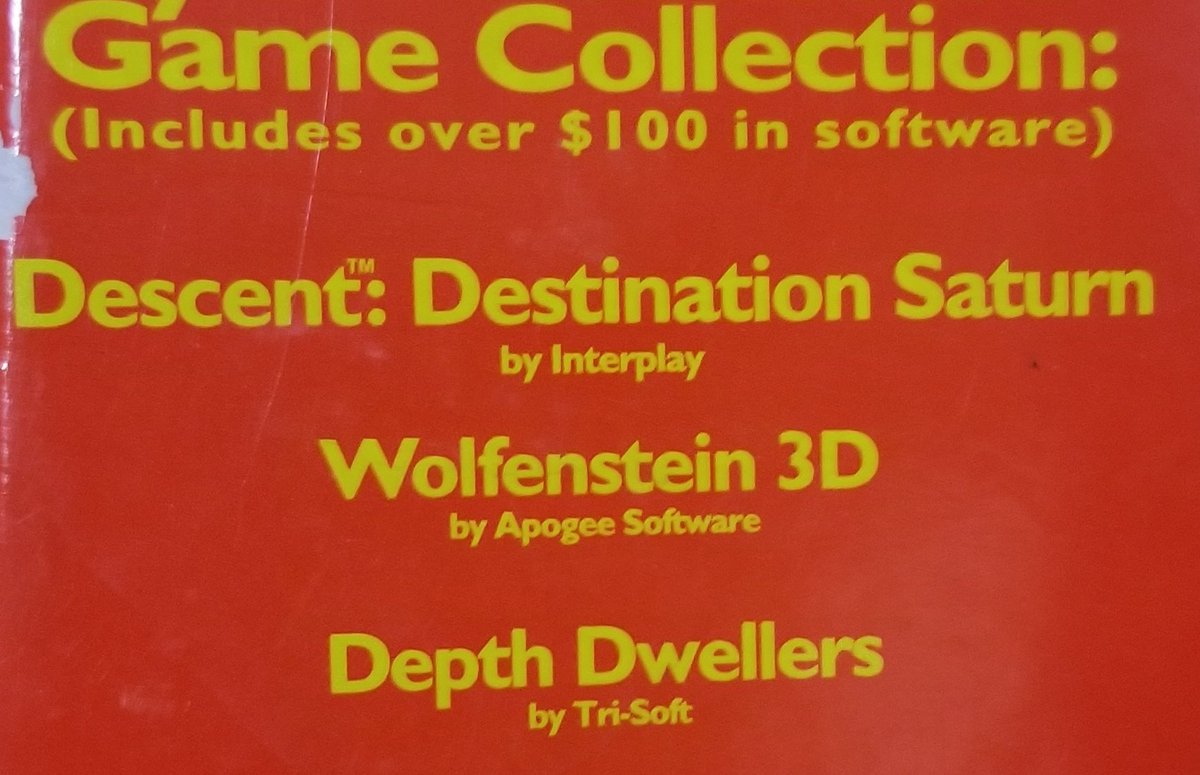 Game Collection:
(Includes over $100 in software)
Descent™: Destination Saturn
by Interplay
Wolfenstein 3D
by Apogee Software
Depth Dwellers
by Tri-Soft